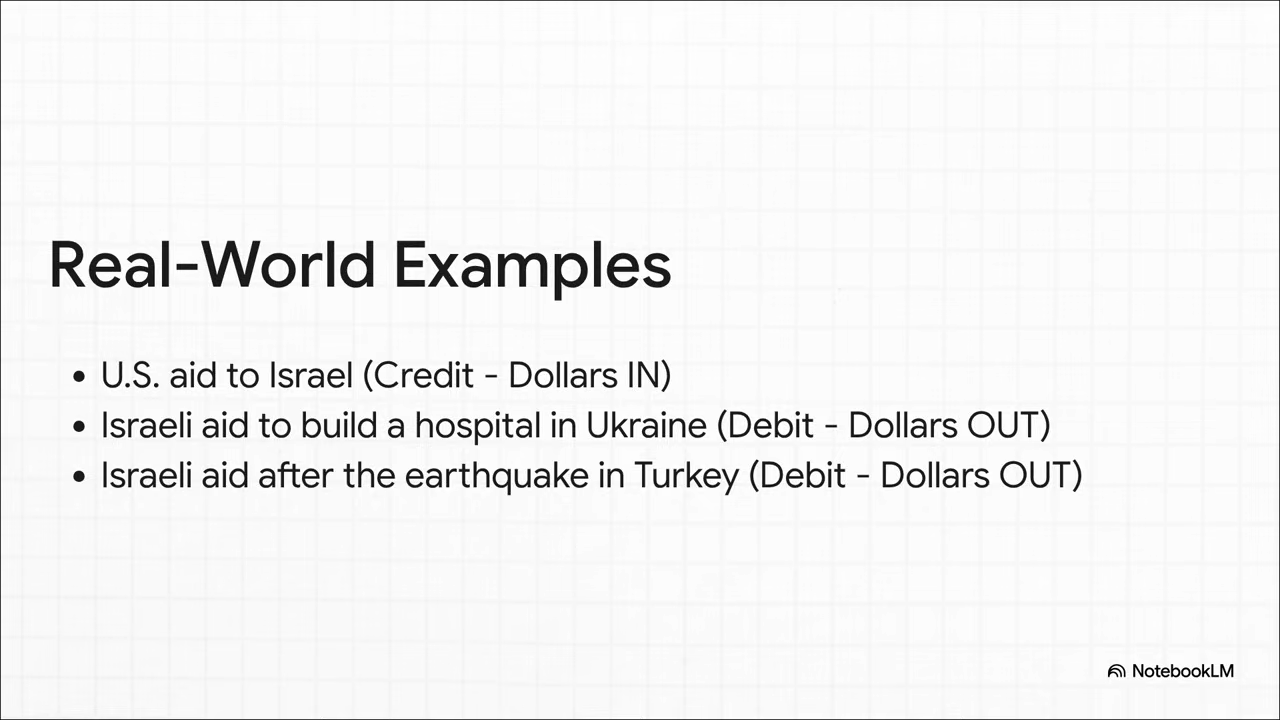 Real-World Examples
• U.S. aid to Israel (Credit - Dollars IN)
• Israeli aid to build a hospital in Ukraine (Debit - Dollars OUT)
• Israeli aid after the earthquake in Turkey (Debit - Dollars OUT)
NotebookLM